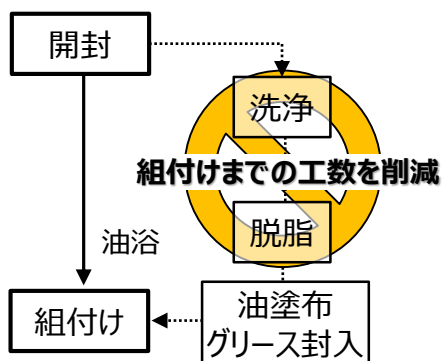 開封
洗浄
組付けまでの工数を削減
脱脂
油浴
組付け
油塗布
グリース封入